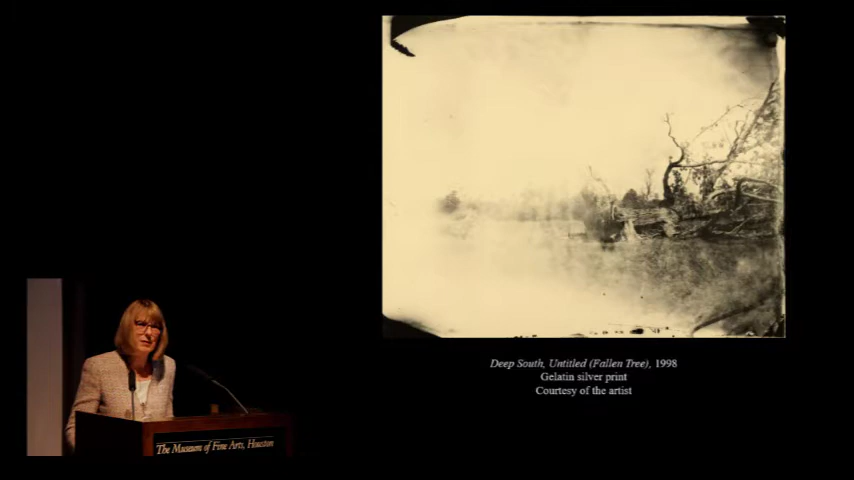 Deep South, Untitled (Fallen Tree), 1998
Gelatin silver print
Courtesy of the artist
The Museum of Fine Arts, Houston